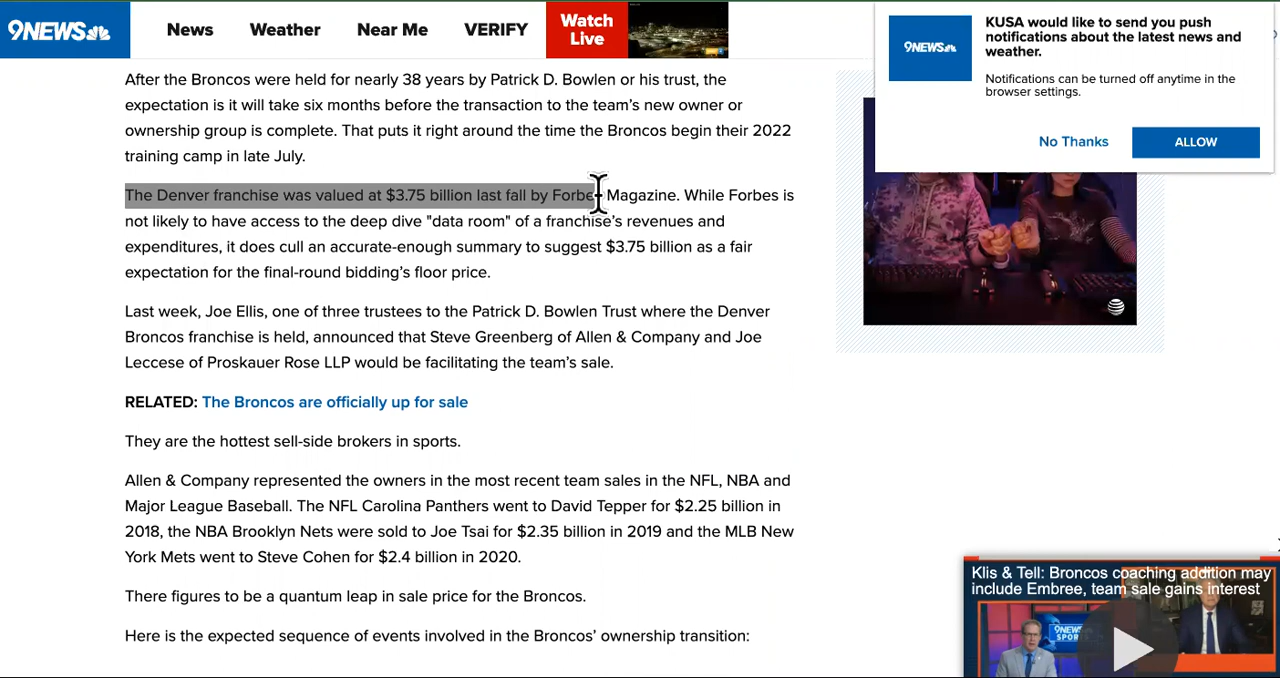 9NEWS
News
Weather
Near Me
VERIFY
Watch
Live
KUSA would like to send you push
notifications about the latest news and
weather.
9NEWS
Notifications can be turned off anytime in the
browser settings.
No Thanks
ALLOW
After the Broncos were held for nearly 38 years by Patrick D. Bowlen or his trust, the
expectation is it will take six months before the transaction to the team's new owner or
ownership group is complete. That puts it right around the time the Broncos begin their 2022
training camp in late July.
The Denver franchise was valued at $3.75 billion last fall by Forbes Magazine. While Forbes is
not likely to have access to the deep dive "data room" of a franchise's revenues and
expenditures, it does cull an accurate-enough summary to suggest $3.75 billion as a fair
expectation for the final-round bidding's floor price.
Last week, Joe Ellis, one of three trustees to the Patrick D. Bowlen Trust where the Denver
Broncos franchise is held, announced that Steve Greenberg of Allen & Company and Joe
Leccese of Proskauer Rose LLP would be facilitating the team's sale.
RELATED: The Broncos are officially up for sale
They are the hottest sell-side brokers in sports.
Allen & Company represented the owners in the most recent team sales in the NFL, NBA and
Major League Baseball. The NFL Carolina Panthers went to David Tepper for $2.25 billion in
2018, the NBA Brooklyn Nets were sold to Joe Tsai for $2.35 billion in 2019 and the MLB New
York Mets went to Steve Cohen for $2.4 billion in 2020.
There figures to be a quantum leap in sale price for the Broncos.
Here is the expected sequence of events involved in the Broncos' ownership transition:
Klis & Tell: Broncos coaching addition may
include Embree, team sale gains interest
9NEWS
SPORTS